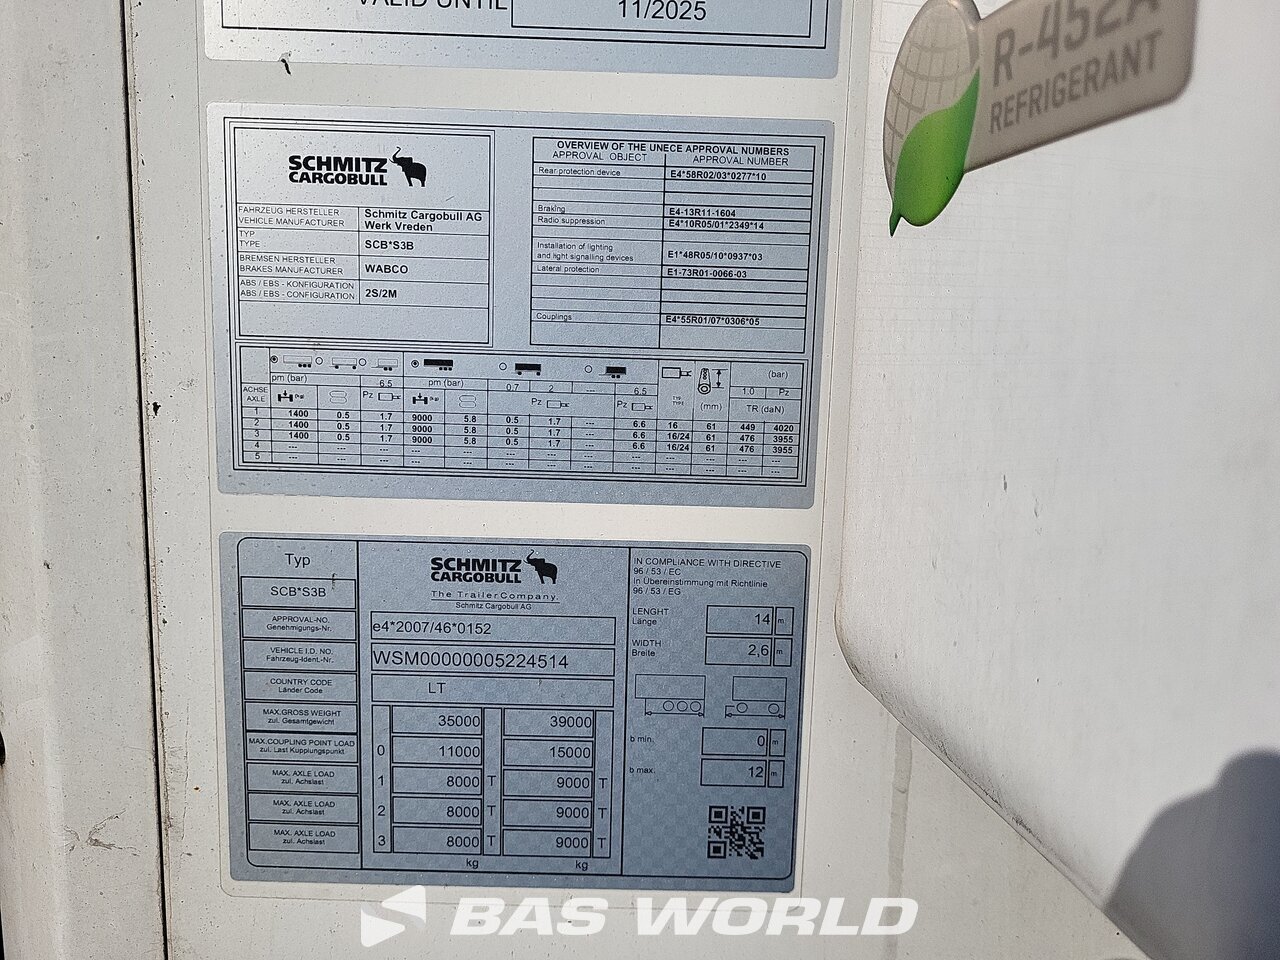 VALID UNTIL 11/2025
R-452A
REFRIGERANT
SCHMITZ
CARGOBULL
FAHRZEUG HERSTELLER
VEHICLE MANUFACTURER
Schmitz Cargobull AG
Werk Vreden
TYP
TYPE
SCB*S3B
BREMSEN HERSTELLER
BRAKES MANUFACTURER
WABCO
ABS / EBS - KONFIGURATION
ABS / EBS - CONFIGURATION
2S/2M
OVERVIEW OF THE UNECE APPROVAL NUMBERS
APPROVAL OBJECT APPROVAL NUMBER
Rear protection device E4*58R02/03*0277*10
Braking E4-13R11-1604
Radio suppression E4*10R05/01*2349*14
Installation of lighting
and light signalling devices E1*48R05/10*0937*03
Lateral protection E1-73R01-0066-03
Couplings E4*55R01/07*0306*05
pm (bar) 6.5 pm (bar) 0.7 2 --- 6.5 (bar)
1.0 Pz
ACHSE
AXLE
Pz Pz Pz TYP
TYPE (mm) TR (daN)
1 1400 0.5 1.7 9000 5.8 0.5 1.7 --- 6.6 16 61 449 4020
2 1400 0.5 1.7 9000 5.8 0.5 1.7 --- 6.6 16/24 61 476 3955
3 1400 0.5 1.7 9000 5.8 0.5 1.7 --- 6.6 16/24 61 476 3955
4 --- --- --- --- --- --- --- --- --- --- --- --- ---
5 --- --- --- --- --- --- --- --- --- --- --- --- ---
Typ
SCB*S3B
SCHMITZ
CARGOBULL
The TrailerCompany.
Schmitz Cargobull AG
APPROVAL-NO.
Genehmigungs-Nr.
e4*2007/46*0152
VEHICLE I.D. NO.
Fahrzeug-Ident.-Nr.
WSM00000005224514
COUNTRY CODE
Länder Code
LT
MAX.GROSS WEIGHT
zul. Gesamtgewicht
35000 39000
MAX.COUPLING POINT LOAD
zul. Last Kupplungspunkt
0 11000 15000
MAX. AXLE LOAD
zul. Achslast
1 8000 T 9000 T
MAX. AXLE LOAD
zul. Achslast
2 8000 T 9000 T
MAX. AXLE LOAD
zul. Achslast
3 8000 T 9000 T
kg kg
IN COMPLIANCE WITH DIRECTIVE
96 / 53 / EC
In Übereinstimmung mit Richtlinie
96 / 53 / EG
LENGHT
Länge
14 m
WIDTH
Breite
2,6 m
b min. 0 m
b max. 12 m
BAS WORLD